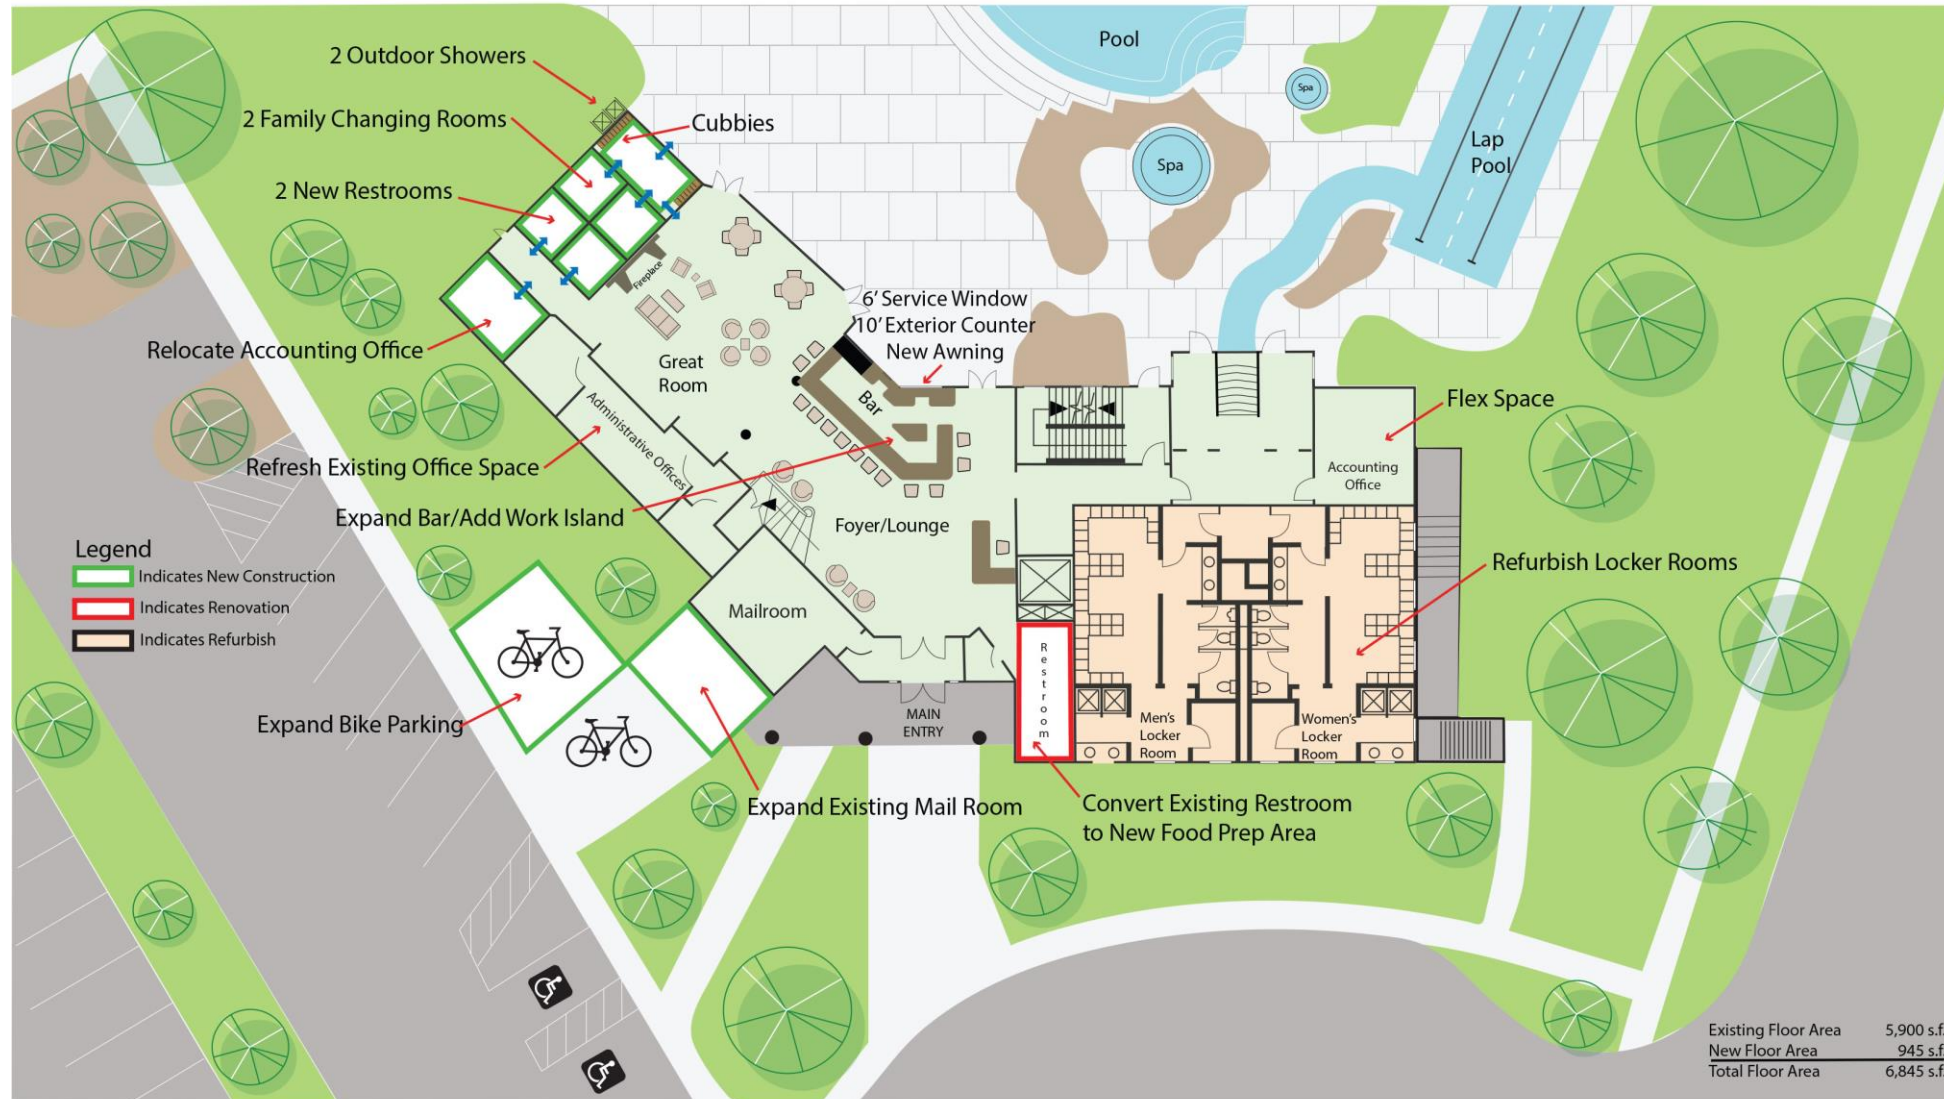 2 Outdoor Showers
2 Family Changing Rooms
Cubbies
2 New Restrooms
Relocate Accounting Office
Refresh Existing Office Space
Expand Bar/Add Work Island
6’ Service Window
10’ Exterior Counter
New Awning
Pool
Spa
Spa
Lap
Pool
Fireplace
Great
Room
Bar
Administrative Offices
Foyer/Lounge
Flex Space
Accounting
Office
Refurbish Locker Rooms
Legend
Indicates New Construction
Indicates Renovation
Indicates Refurbish
Mailroom
Restroom
MAIN
ENTRY
Men’s
Locker
Room
Women’s
Locker
Room
Expand Bike Parking
Expand Existing Mail Room
Convert Existing Restroom
to New Food Prep Area
Existing Floor Area 5,900 s.f.
New Floor Area 945 s.f.
Total Floor Area 6,845 s.f.